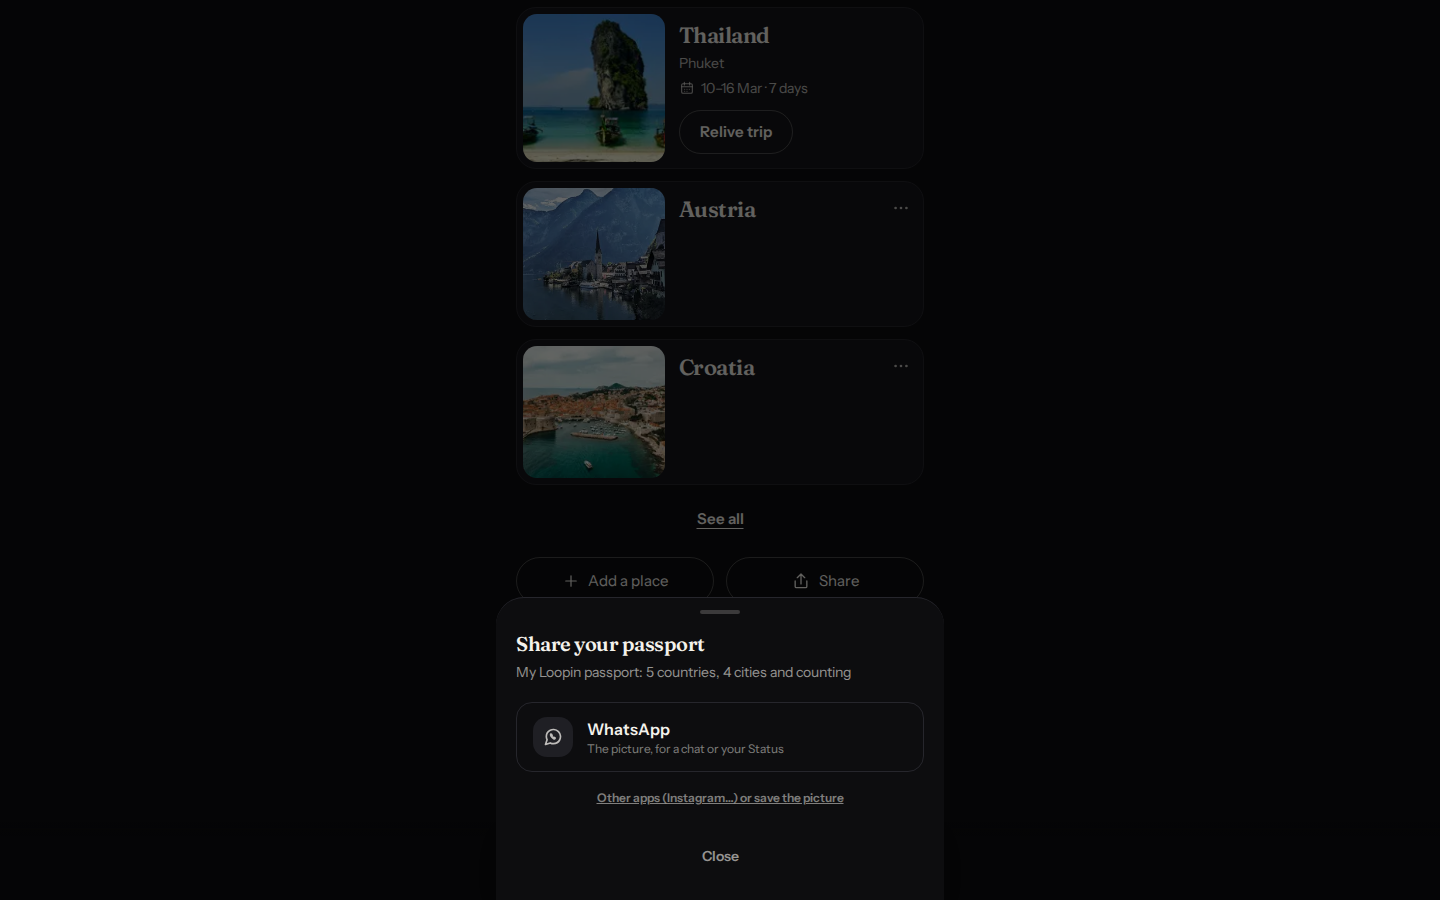 Thailand
Phuket
10–16 Mar · 7 days
Relive trip
Austria
Croatia
See all
Add a place
Share
Share your passport
My Loopin passport: 5 countries, 4 cities and counting
WhatsApp
The picture, for a chat or your Status
Other apps (Instagram...) or save the picture
Close